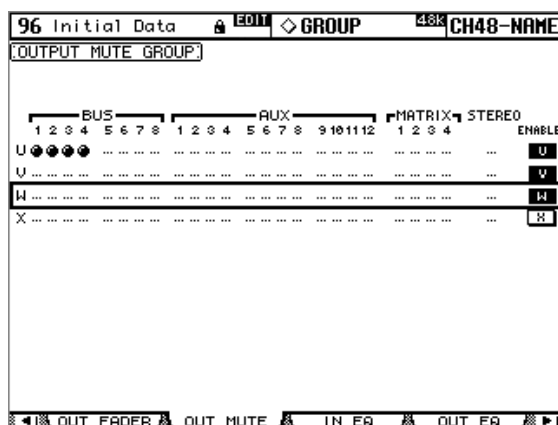 96 Initial Data EDIT GROUP 48K CH48-NAME
OUTPUT MUTE GROUP
BUS AUX MATRIX STEREO
1 2 3 4 5 6 7 8 1 2 3 4 5 6 7 8 9 10 11 12 1 2 3 4 ENABLE
U U
V V
W W
X X
OUT FADER OUT MUTE IN EQ OUT EQ